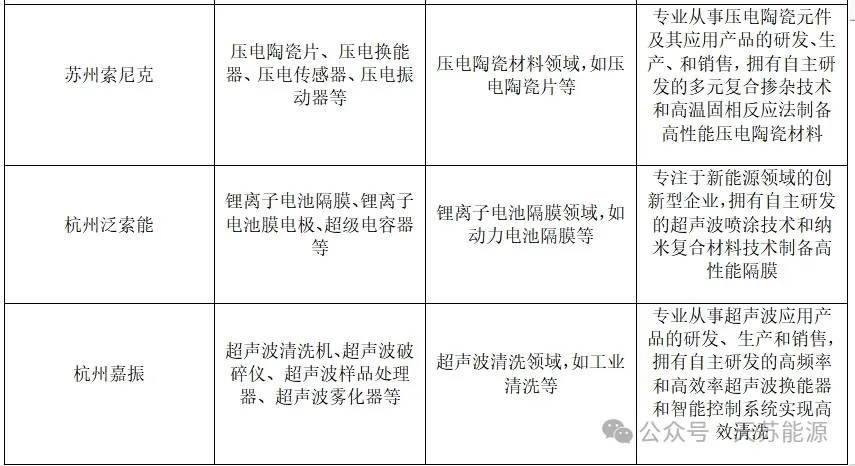 苏州索尼克
压电陶瓷片、压电换能
器、压电传感器、压电振
动器等
压电陶瓷材料领域，如压
电陶瓷片等
专业从事压电陶瓷元件
及其应用产品的研发、生
产、和销售，拥有自主研
发的多元复合掺杂技术
和高温固相反应法制备
高性能压电陶瓷材料
杭州泛索能
锂离子电池隔膜、锂离子
电池膜电极、超级电容器
等
锂离子电池隔膜领域，如
动力电池隔膜等
专注于新能源领域的创
新型企业，拥有自主研发
的超声波喷涂技术和纳
米复合材料技术制备高
性能隔膜
杭州嘉振
超声波清洗机、超声波破
碎仪、超声波样品处理
器、超声波雾化器等
超声波清洗领域，如工业
清洗等
专业从事超声波应用产
品的研发、生产和销售，
拥有自主研发的高频率
和高效率超声波换能器
和智能控制系统实现高
效清洗
公众号·天苏能源